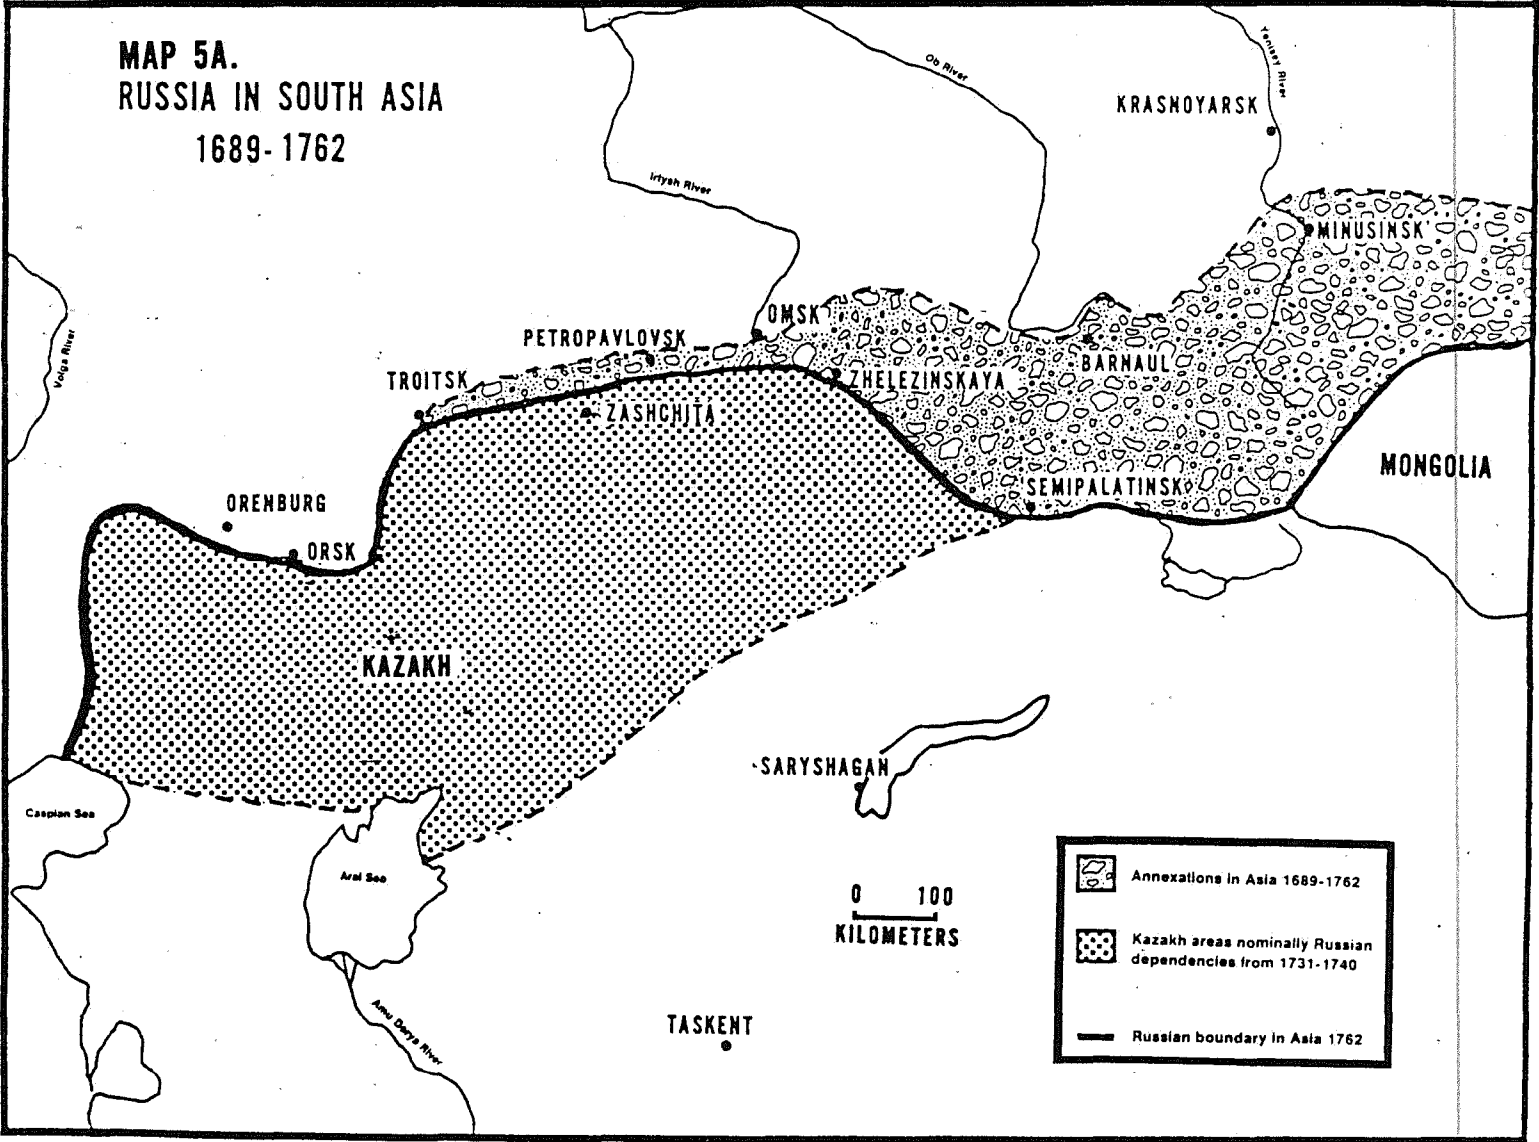 MAP 5A.
RUSSIA IN SOUTH ASIA
1689-1762
Ob River
Yenisey River
KRASNOYARSK
Irtysh River
MINUSINSK
Volga River
OMSK
PETROPAVLOVSK
BARNAUL
TROITSK
ZHELEZINSKAYA
ZASHCHITA
MONGOLIA
SEMIPALATINSK
ORENBURG
ORSK
KAZAKH
SARYSHAGAN
Caspian Sea
Aral Sea
0 100
KILOMETERS
Amu Darya River
TASKENT
Annexations in Asia 1689-1762
Kazakh areas nominally Russian
dependencies from 1731-1740
Russian boundary in Asia 1762